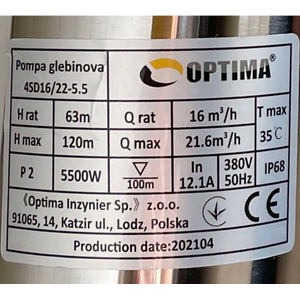 Pompa glebinova
4SD16/22-5.5
OPTIMA®
H rat 63m Q rat 16 m³/h T max
H max 120m Q max 21.6m³/h 35℃
P 2 5500W 100m In 12.1A 380V 50Hz IP68
《Optima Inzynier Sp.》 z.o.o.
91065, 14, Katzir ul., Lodz, Polska
CE
Production date:202104